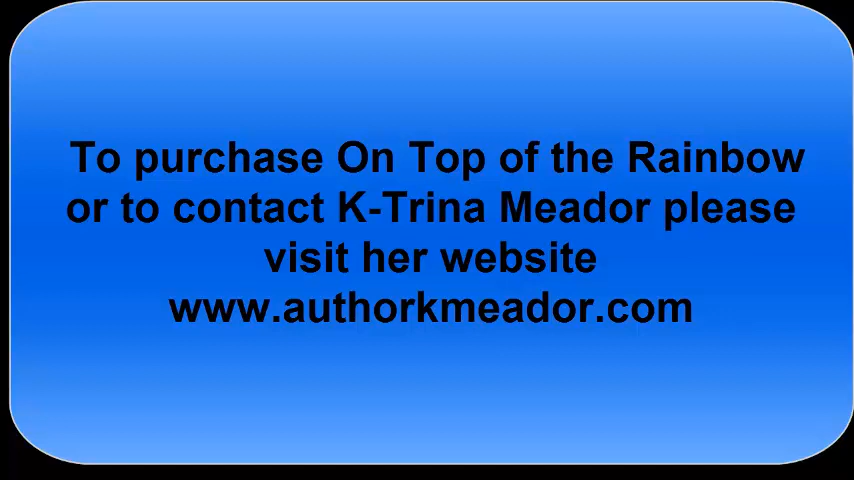 To purchase On Top of the Rainbow
or to contact K-Trina Meador please
visit her website
www.authorkmeador.com